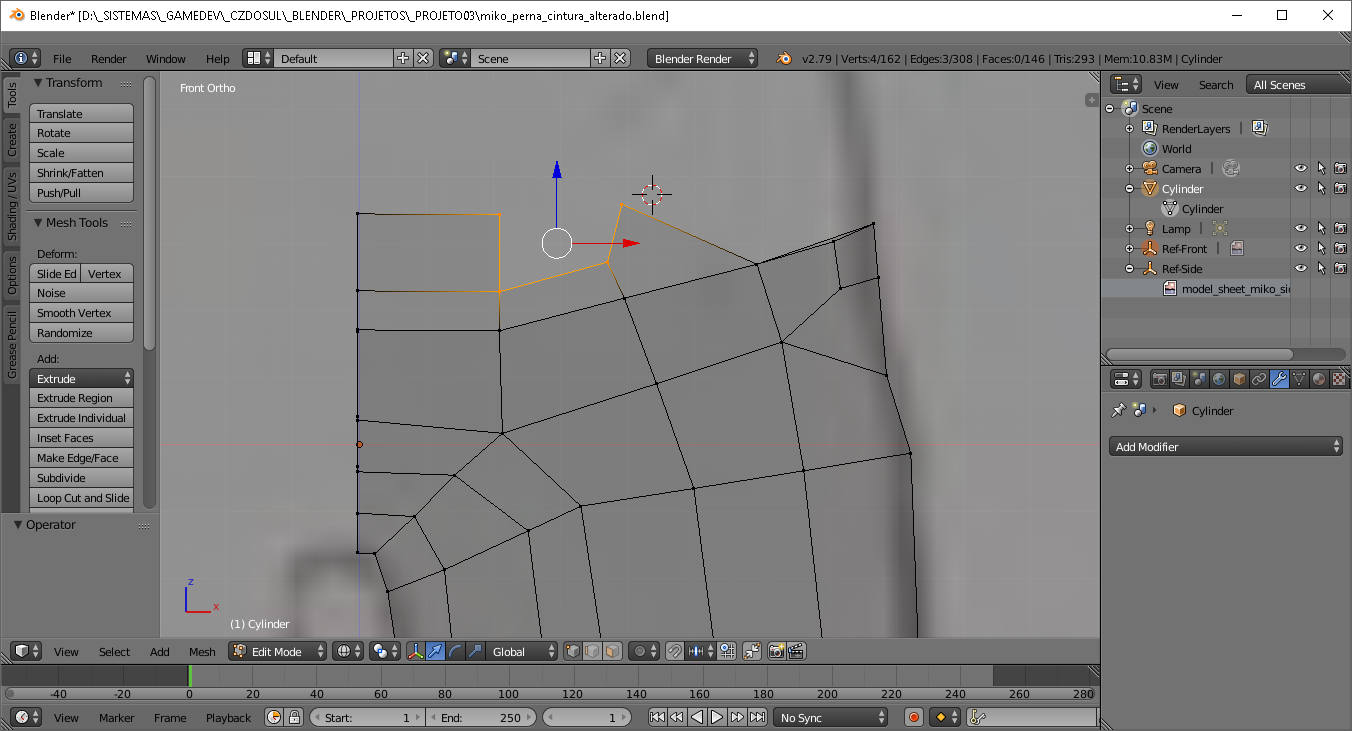 Blender* [D:\_SISTEMAS\_GAMEDEV\_CZDOSUL\_BLENDER\_PROJETOS\_PROJETO03\miko_perna_cintura_alterado.blend]
File Render Window Help Default Scene Blender Render v2.79 | Verts:4/162 | Edges:3/308 | Faces:0/146 | Tris:293 | Mem:10.83M | Cylinder
Tools
Create
Shading / UVs
Options
Grease Pencil
Transform
Translate
Rotate
Scale
Shrink/Fatten
Push/Pull
Mesh Tools
Deform:
Slide Ed Vertex
Noise
Smooth Vertex
Randomize
Add:
Extrude
Extrude Region
Extrude Individual
Inset Faces
Make Edge/Face
Subdivide
Loop Cut and Slide
Operator
Front Ortho
z
x
(1) Cylinder
View Search All Scenes
Scene
RenderLayers |
World
Camera |
Cylinder
Cylinder
Lamp |
Ref-Front |
Ref-Side
model_sheet_miko_sid
Cylinder
Add Modifier
View Select Add Mesh Edit Mode Global
-40 -20 0 20 40 60 80 100 120 140 160 180 200 220 240 260 280
View Marker Frame Playback Start: 1 End: 250 1 No Sync